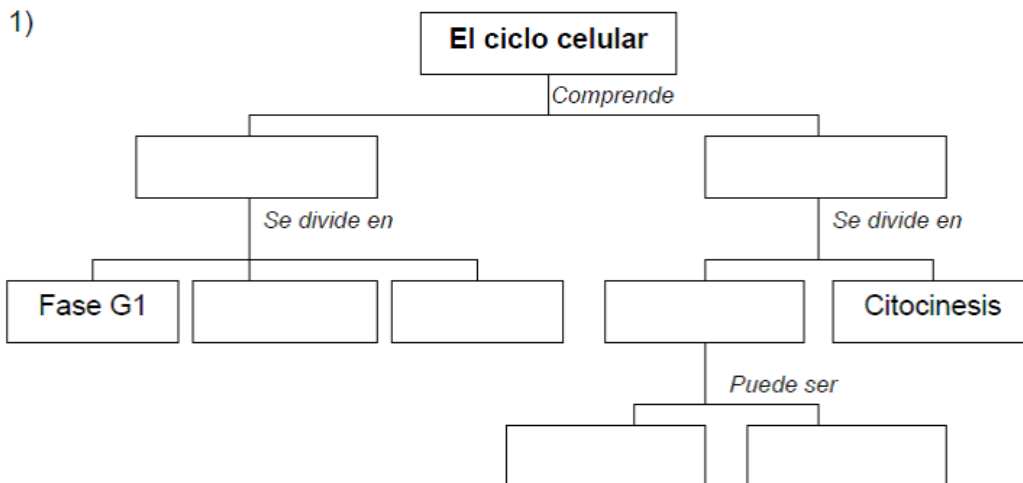 1)
El ciclo celular
Comprende
Se divide en
Se divide en
Fase G1
Citocinesis
Puede ser